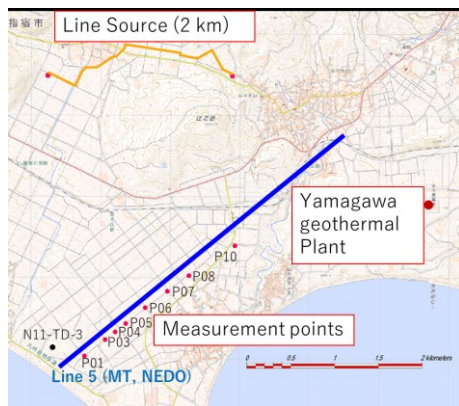 指宿市
Line Source (2 km)
Yamagawa
geothermal
Plant
P10
P08
P07
P06
P05
P04
P03
P01
Measurement points
N11-TD-3
Line 5 (MT, NEDO)
0 0.5 1 1.5 2 kilometers